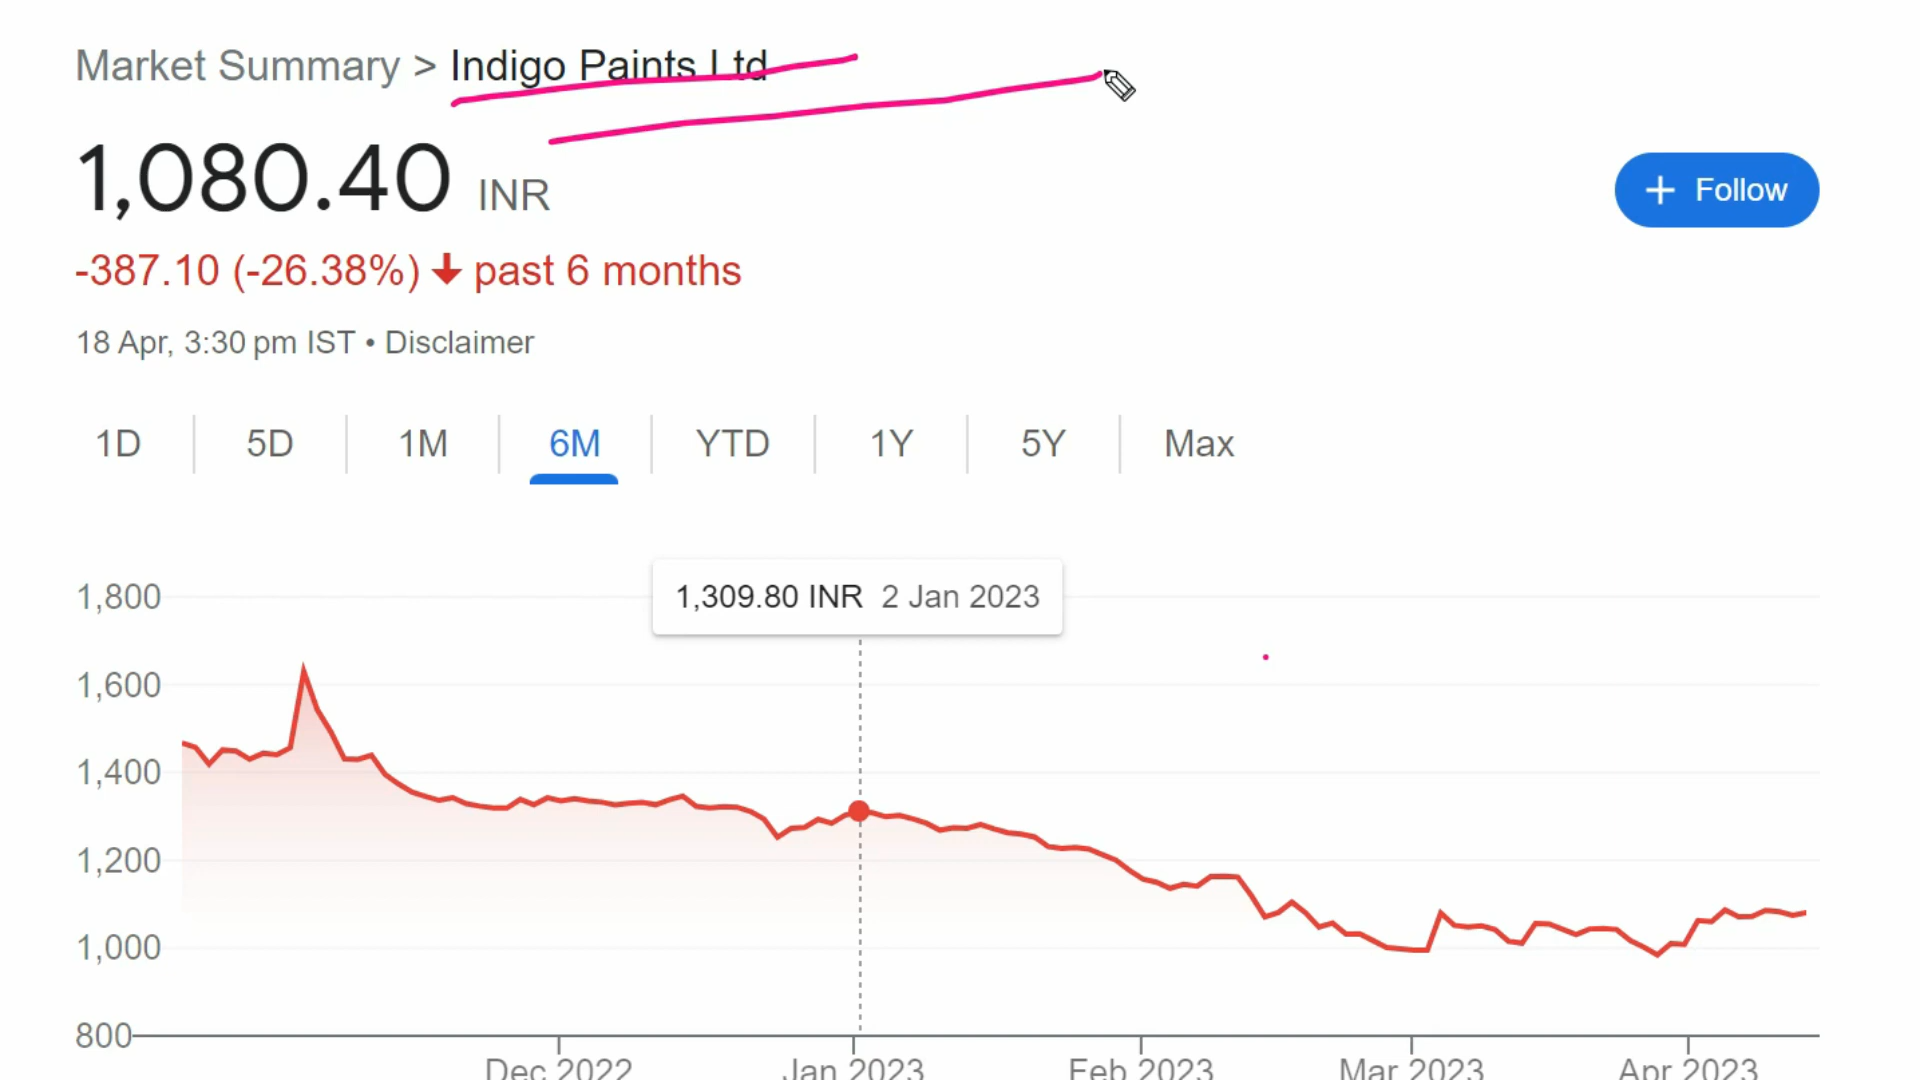 Market Summary > Indigo Paints Ltd
1,080.40 INR
+ Follow
-387.10 (-26.38%) ↓ past 6 months
18 Apr, 3:30 pm IST • Disclaimer
1D 5D 1M 6M YTD 1Y 5Y Max
1,309.80 INR 2 Jan 2023
1,800
1,600
1,400
1,200
1,000
800
Dec 2022 Jan 2023 Feb 2023 Mar 2023 Apr 2023